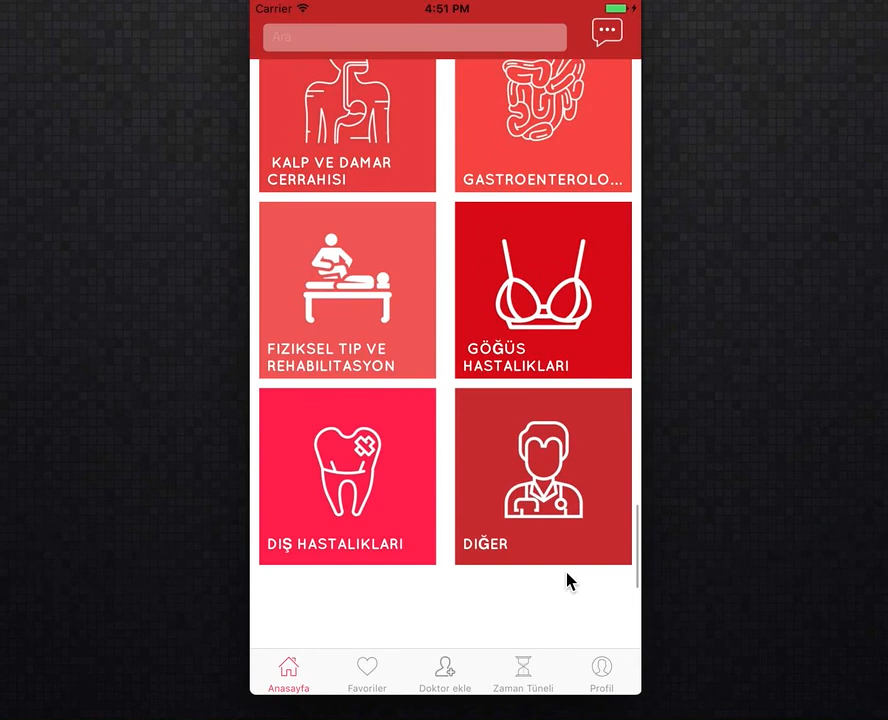 Carrier 4:51 PM
Ara
KALP VE DAMAR
CERRAHISI
GASTROENTEROLO...
FIZIKSEL TIP VE
REHABILITASYON
GÖĞÜS
HASTALIKLARI
DIŞ HASTALIKLARI
DIĞER
Anasayfa Favoriler Doktor ekle Zaman Tüneli Profil